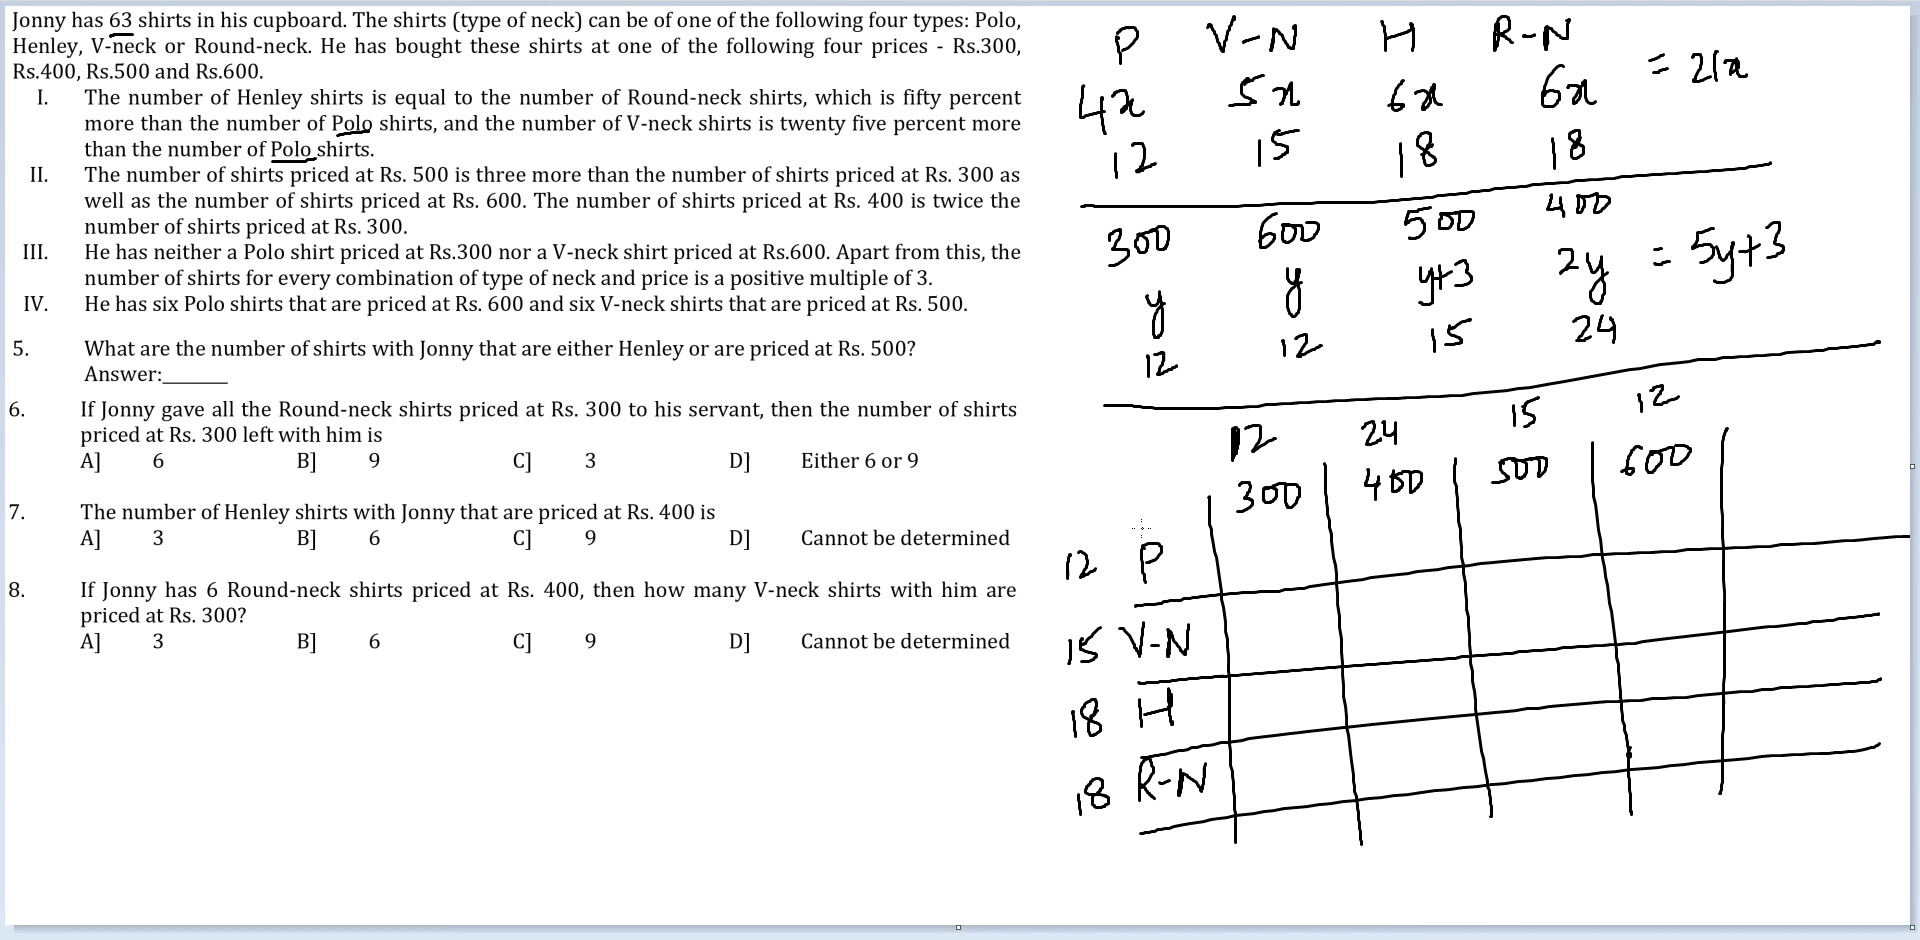 Jonny has 63 shirts in his cupboard. The shirts (type of neck) can be of one of the following four types: Polo,
Henley, V-neck or Round-neck. He has bought these shirts at one of the following four prices - Rs.300,
Rs.400, Rs.500 and Rs.600.
I. The number of Henley shirts is equal to the number of Round-neck shirts, which is fifty percent
more than the number of Polo shirts, and the number of V-neck shirts is twenty five percent more
than the number of Polo shirts.
II. The number of shirts priced at Rs. 500 is three more than the number of shirts priced at Rs. 300 as
well as the number of shirts priced at Rs. 600. The number of shirts priced at Rs. 400 is twice the
number of shirts priced at Rs. 300.
III. He has neither a Polo shirt priced at Rs.300 nor a V-neck shirt priced at Rs.600. Apart from this, the
number of shirts for every combination of type of neck and price is a positive multiple of 3.
IV. He has six Polo shirts that are priced at Rs. 600 and six V-neck shirts that are priced at Rs. 500.
5. What are the number of shirts with Jonny that are either Henley or are priced at Rs. 500?
Answer:_______
6. If Jonny gave all the Round-neck shirts priced at Rs. 300 to his servant, then the number of shirts
priced at Rs. 300 left with him is
A] 6 B] 9 C] 3 D] Either 6 or 9
7. The number of Henley shirts with Jonny that are priced at Rs. 400 is
A] 3 B] 6 C] 9 D] Cannot be determined
8. If Jonny has 6 Round-neck shirts priced at Rs. 400, then how many V-neck shirts with him are
priced at Rs. 300?
A] 3 B] 6 C] 9 D] Cannot be determined
P V-N H R-N
4x 5x 6x 6x = 21x
12 15 18 18
300 600 500 400
y y y+3 2y = 5y+3
12 12 15 24
12 24 15 12
300 400 500 600
12 P
15 V-N
18 H
18 R-N